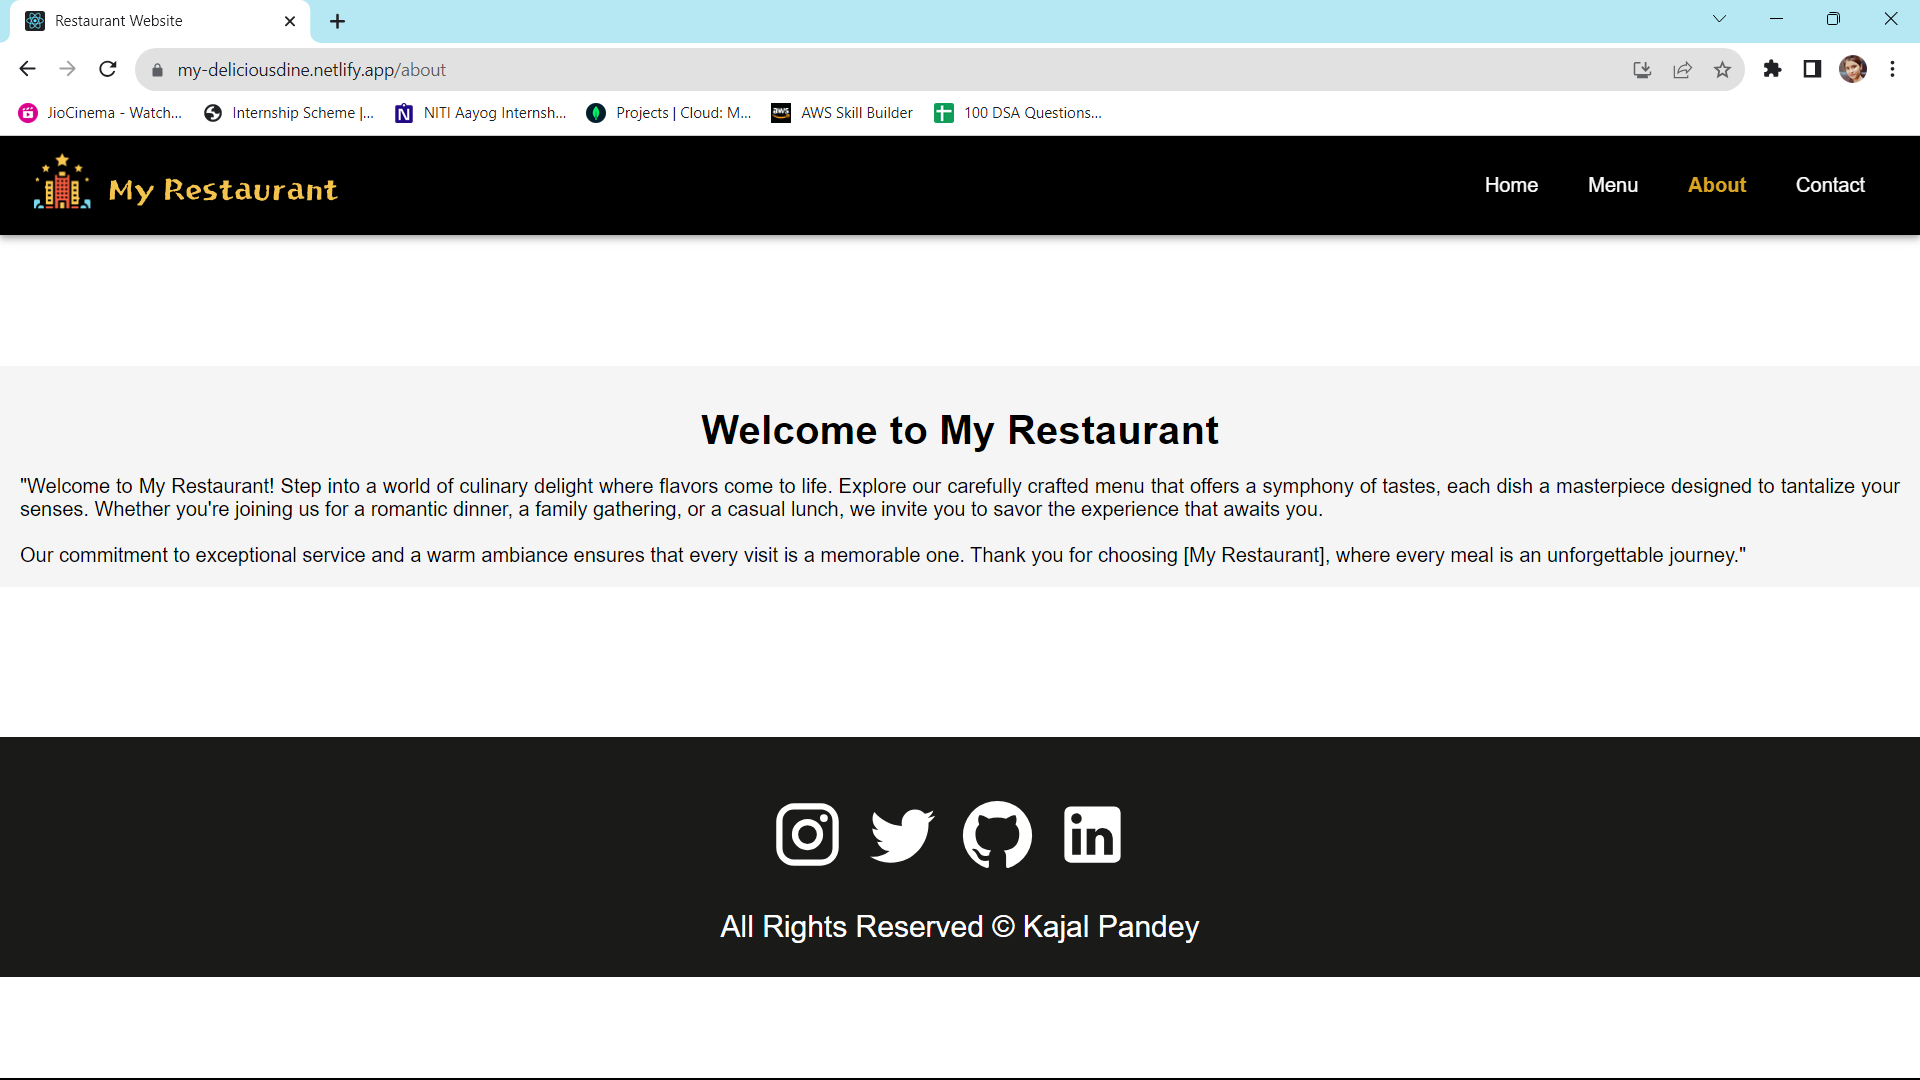 Restaurant Website
my-deliciousdine.netlify.app/about
JioCinema - Watch... Internship Scheme |... NITI Aayog Internsh... Projects | Cloud: M... aws AWS Skill Builder 100 DSA Questions...
My Restaurant Home Menu About Contact
Welcome to My Restaurant
"Welcome to My Restaurant! Step into a world of culinary delight where flavors come to life. Explore our carefully crafted menu that offers a symphony of tastes, each dish a masterpiece designed to tantalize your
senses. Whether you're joining us for a romantic dinner, a family gathering, or a casual lunch, we invite you to savor the experience that awaits you.
Our commitment to exceptional service and a warm ambiance ensures that every visit is a memorable one. Thank you for choosing [My Restaurant], where every meal is an unforgettable journey."
All Rights Reserved © Kajal Pandey